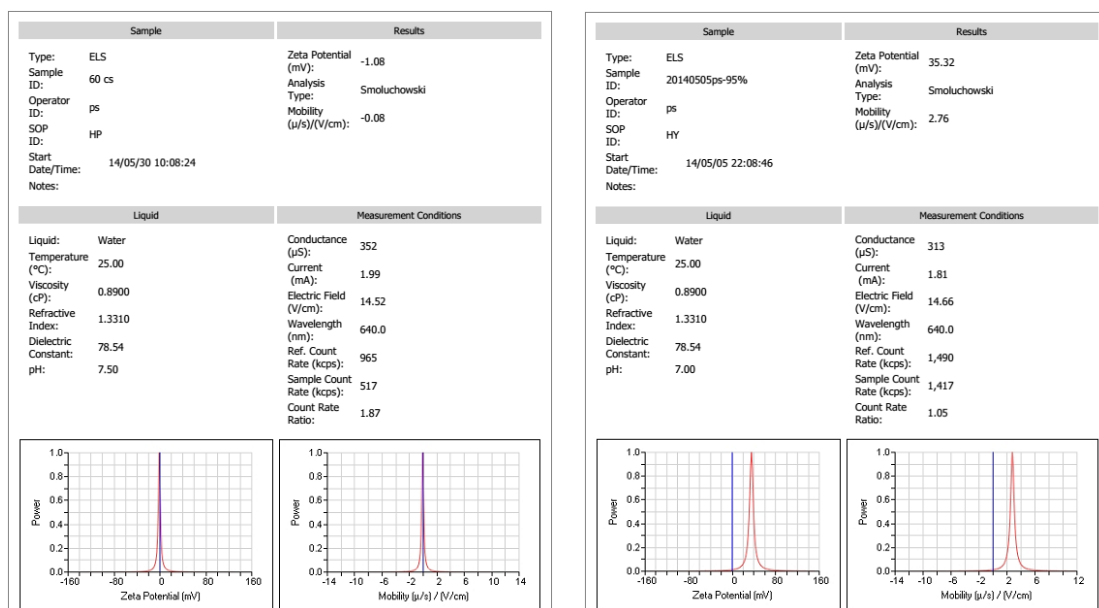 Sample
Results
Type: ELS
Sample ID: 60 cs
Operator ID: ps
SOP ID: HP
Start Date/Time: 14/05/30 10:08:24
Notes:
Zeta Potential (mV): -1.08
Analysis Type: Smoluchowski
Mobility (μ/s)/(V/cm): -0.08
Liquid
Measurement Conditions
Liquid: Water
Temperature (°C): 25.00
Viscosity (cP): 0.8900
Refractive Index: 1.3310
Dielectric Constant: 78.54
pH: 7.50
Conductance (μS): 352
Current (mA): 1.99
Electric Field (V/cm): 14.52
Wavelength (nm): 640.0
Ref. Count Rate (kcps): 965
Sample Count Rate (kcps): 517
Count Rate Ratio: 1.87
1.0
0.8
0.6
0.4
0.2
0.0
Power
-160 -80 0 80 160
Zeta Potential (mV)
1.0
0.8
0.6
0.4
0.2
0.0
Power
-14 -10 -6 -2 2 6 10 14
Mobility (μ/s) / (V/cm)
Sample
Results
Type: ELS
Sample ID: 20140505ps-95%
Operator ID: ps
SOP ID: HY
Start Date/Time: 14/05/05 22:08:46
Notes:
Zeta Potential (mV): 35.32
Analysis Type: Smoluchowski
Mobility (μ/s)/(V/cm): 2.76
Liquid
Measurement Conditions
Liquid: Water
Temperature (°C): 25.00
Viscosity (cP): 0.8900
Refractive Index: 1.3310
Dielectric Constant: 78.54
pH: 7.00
Conductance (μS): 313
Current (mA): 1.81
Electric Field (V/cm): 14.66
Wavelength (nm): 640.0
Ref. Count Rate (kcps): 1,490
Sample Count Rate (kcps): 1,417
Count Rate Ratio: 1.05
1.0
0.8
0.6
0.4
0.2
0.0
Power
-160 -80 0 80 160
Zeta Potential (mV)
1.0
0.8
0.6
0.4
0.2
0.0
Power
-14 -10 -6 -2 2 6 12
Mobility (μ/s) / (V/cm)